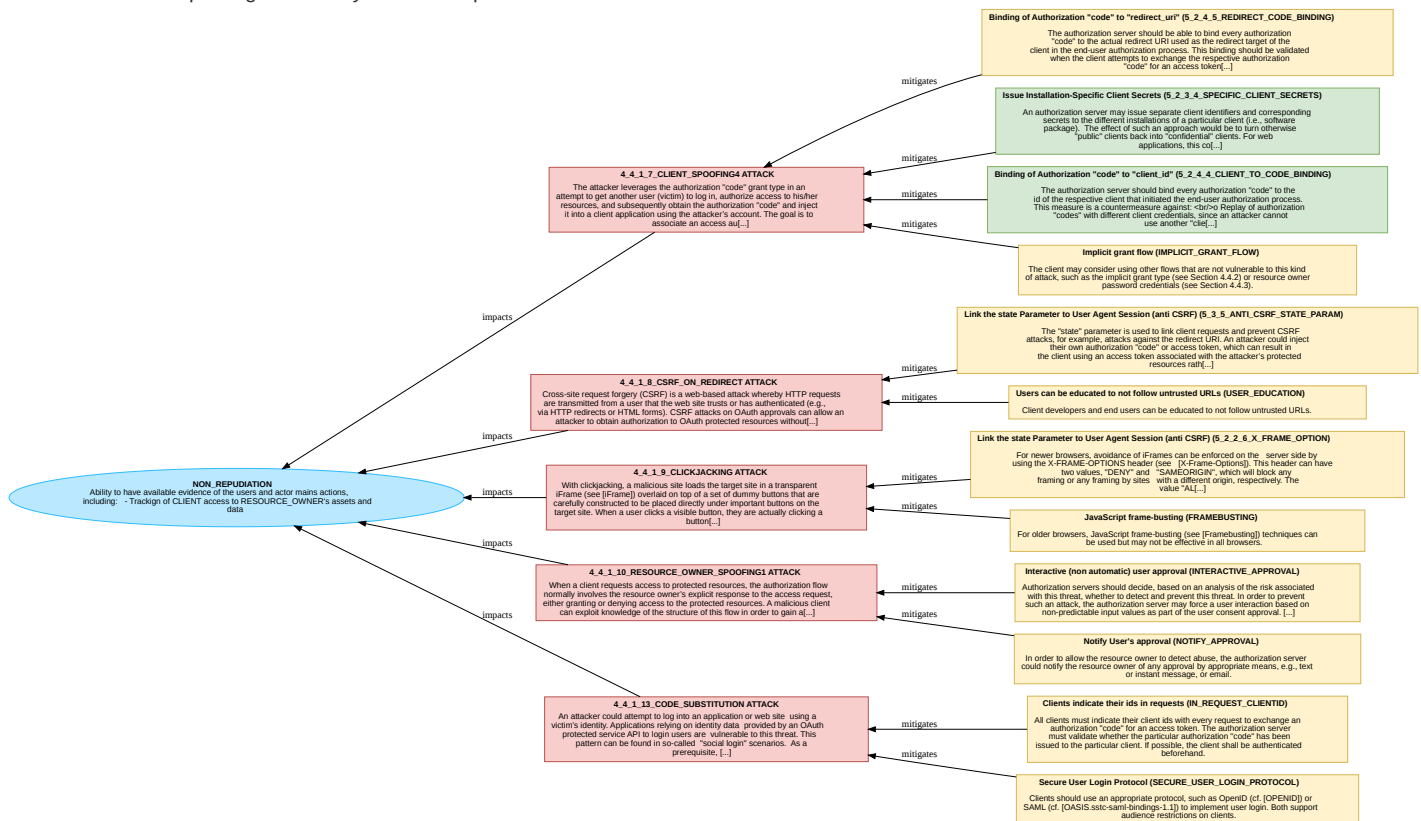 Binding of Authorization "code" to "redirect_uri" (5_2_4_5_REDIRECT_CODE_BINDING)
The authorization server should be able to bind every authorization
"code" to the actual redirect URI used as the redirect target of the
client in the end-user authorization process. This binding should be validated
when the client attempts to exchange the respective authorization
"code" for an access token[...]
mitigates
Issue Installation-Specific Client Secrets (5_2_3_4_SPECIFIC_CLIENT_SECRETS)
An authorization server may issue separate client identifiers and corresponding
secrets to the different installations of a particular client (i.e., software
package). The effect of such an approach would be to turn otherwise
"public" clients back into "confidential" clients. For web
applications, this co[...]
mitigates
4_4_1_7_CLIENT_SPOOFING4 ATTACK
The attacker leverages the authorization "code" grant type in an
attempt to get another user (victim) to log in, authorize access to his/her
resources, and subsequently obtain the authorization "code" and inject
it into a client application using the attacker's account. The goal is to
associate an access au[...]
Binding of Authorization "code" to "client_id" (5_2_4_4_CLIENT_TO_CODE_BINDING)
The authorization server should bind every authorization "code" to the
id of the respective client that initiated the end-user authorization process.
This measure is a countermeasure against: <br/>o Replay of authorization
"codes" with different client credentials, since an attacker cannot
use another "clie[...]
mitigates
mitigates
Implicit grant flow (IMPLICIT_GRANT_FLOW)
The client may consider using other flows that are not vulnerable to this kind
of attack, such as the implicit grant type (see Section 4.4.2) or resource owner
password credentials (see Section 4.4.3).
impacts
Link the state Parameter to User Agent Session (anti CSRF) (5_3_5_ANTI_CSRF_STATE_PARAM)
The "state" parameter is used to link client requests and prevent CSRF
attacks, for example, attacks against the redirect URI. An attacker could inject
their own authorization "code" or access token, which can result in
the client using an access token associated with the attacker's protected
resources rath[...]
mitigates
4_4_1_8_CSRF_ON_REDIRECT ATTACK
Cross-site request forgery (CSRF) is a web-based attack whereby HTTP requests
are transmitted from a user that the web site trusts or has authenticated (e.g.,
via HTTP redirects or HTML forms). CSRF attacks on OAuth approvals can allow an
attacker to obtain authorization to OAuth protected resources without[...]
mitigates
Users can be educated to not follow untrusted URLs (USER_EDUCATION)
Client developers and end users can be educated to not follow untrusted URLs.
impacts
Link the state Parameter to User Agent Session (anti CSRF) (5_2_2_6_X_FRAME_OPTION)
For newer browsers, avoidance of iFrames can be enforced on the server side by
using the X-FRAME-OPTIONS header (see [X-Frame-Options]). This header can have
two values, "DENY" and "SAMEORIGIN", which will block any
framing or any framing by sites with a different origin, respectively. The
value "AL[...]
mitigates
4_4_1_9_CLICKJACKING ATTACK
With clickjacking, a malicious site loads the target site in a transparent
iFrame (see [iFrame]) overlaid on top of a set of dummy buttons that are
carefully constructed to be placed directly under important buttons on the
target site. When a user clicks a visible button, they are actually clicking a
button[...]
NON_REPUDIATION
Ability to have available evidence of the users and actor mains actions,
including: - Trackign of CLIENT access to RESOURCE_OWNER's assets and
data
impacts
mitigates
JavaScript frame-busting (FRAMEBUSTING)
For older browsers, JavaScript frame-busting (see [Framebusting]) techniques can
be used but may not be effective in all browsers.
impacts
4_4_1_10_RESOURCE_OWNER_SPOOFING1 ATTACK
When a client requests access to protected resources, the authorization flow
normally involves the resource owner's explicit response to the access request,
either granting or denying access to the protected resources. A malicious client
can exploit knowledge of the structure of this flow in order to gain a[...]
mitigates
Interactive (non automatic) user approval (INTERACTIVE_APPROVAL)
Authorization servers should decide, based on an analysis of the risk associated
with this threat, whether to detect and prevent this threat. In order to prevent
such an attack, the authorization server may force a user interaction based on
non-predictable input values as part of the user consent approval. [...]
mitigates
impacts
Notify User's approval (NOTIFY_APPROVAL)
In order to allow the resource owner to detect abuse, the authorization server
could notify the resource owner of any approval by appropriate means, e.g., text
or instant message, or email.
4_4_1_13_CODE_SUBSTITUTION ATTACK
An attacker could attempt to log into an application or web site using a
victim's identity. Applications relying on identity data provided by an OAuth
protected service API to login users are vulnerable to this threat. This
pattern can be found in so-called "social login" scenarios. As a
prerequisite, [...]
mitigates
Clients indicate their ids in requests (IN_REQUEST_CLIENTID)
All clients must indicate their client ids with every request to exchange an
authorization "code" for an access token. The authorization server
must validate whether the particular authorization "code" has been
issued to the particular client. If possible, the client shall be authenticated
beforehand.
mitigates
Secure User Login Protocol (SECURE_USER_LOGIN_PROTOCOL)
Clients should use an appropriate protocol, such as OpenID (cf. [OPENID]) or
SAML (cf. [OASIS.sstc-saml-bindings-1.1]) to implement user login. Both support
audience restrictions on clients.